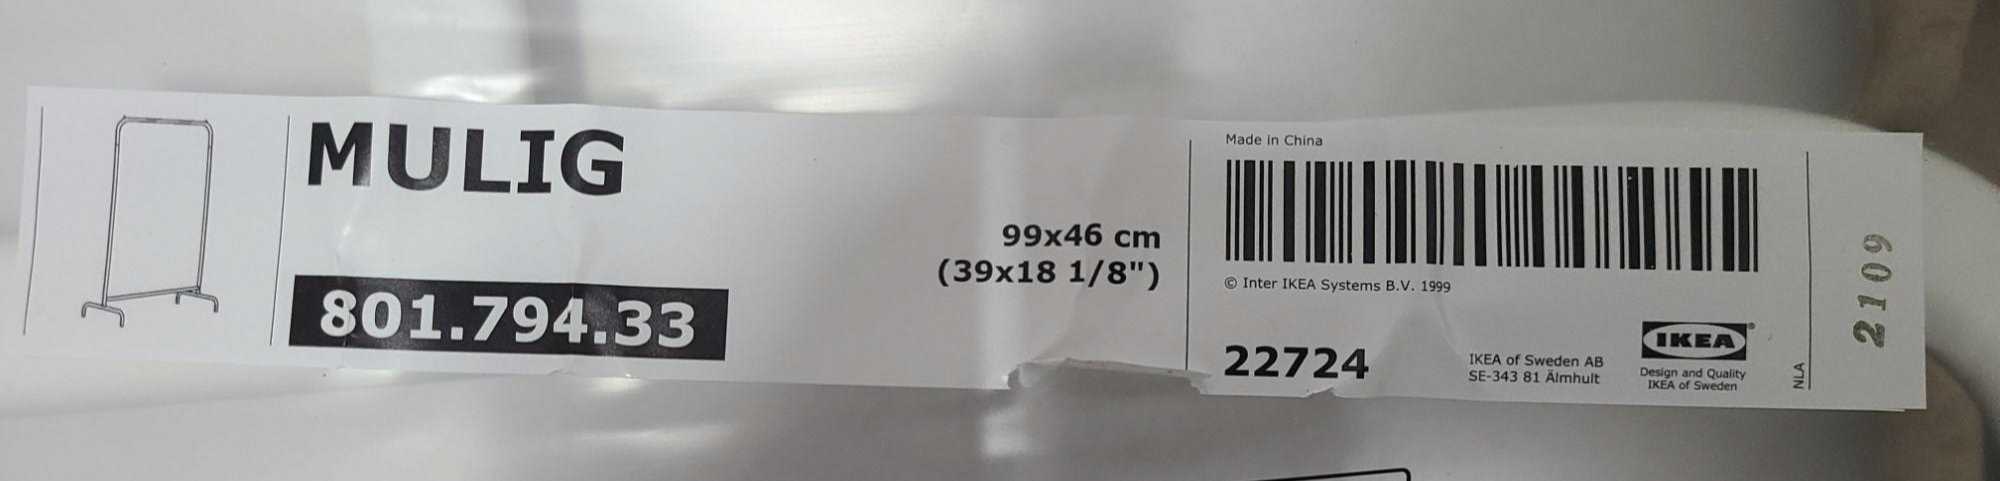 MULIG
801.794.33
99x46 cm
(39x18 1/8")
Made in China
© Inter IKEA Systems B.V. 1999
22724
IKEA of Sweden AB
SE-343 81 Älmhult
IKEA®
Design and Quality
IKEA of Sweden
NLA
2109